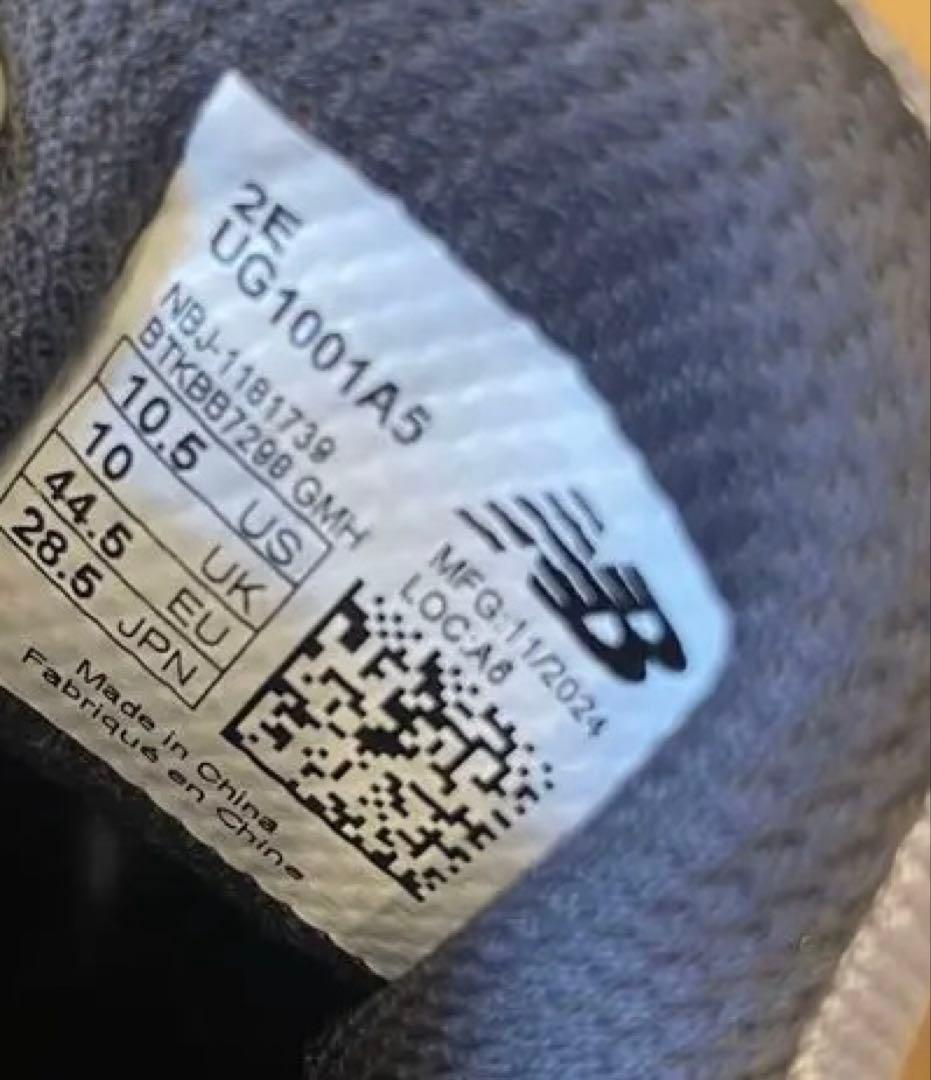 2E
UG1001A5
NBJ-1181739
BTKBB7298 GMH
10.5 US
10 UK
44.5 EU
28.5 JPN
MFG:11/2024
LOC:A6
Made in China
Fabriqué en Chine